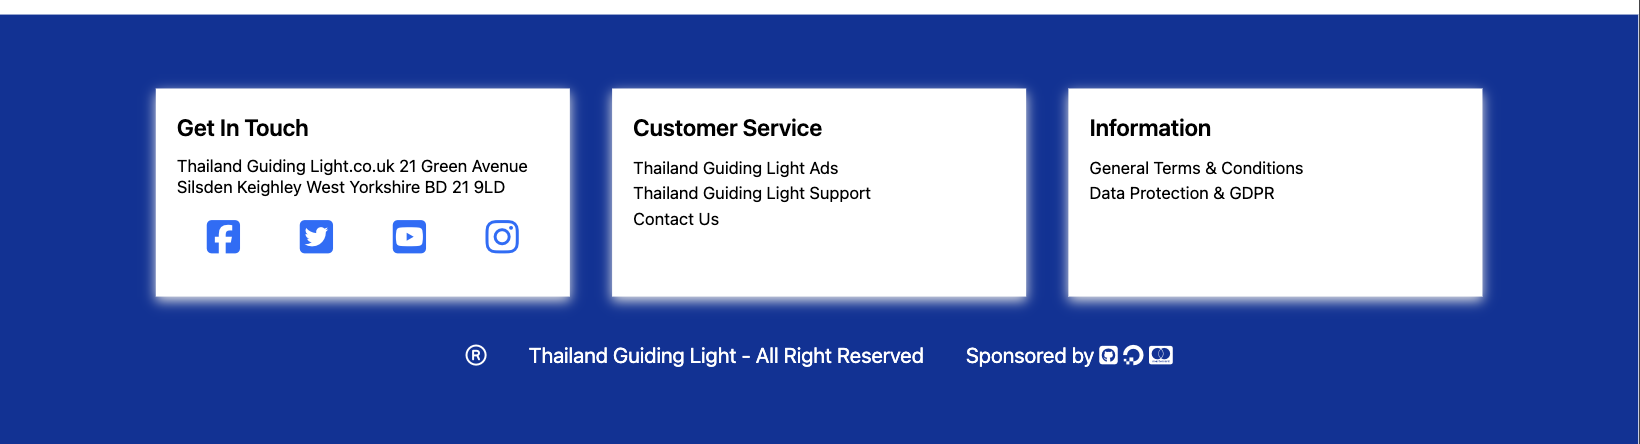 Get In Touch
Thailand Guiding Light.co.uk 21 Green Avenue
Silsden Keighley West Yorkshire BD 21 9LD
Customer Service
Thailand Guiding Light Ads
Thailand Guiding Light Support
Contact Us
Information
General Terms & Conditions
Data Protection & GDPR
® Thailand Guiding Light - All Right Reserved Sponsored by